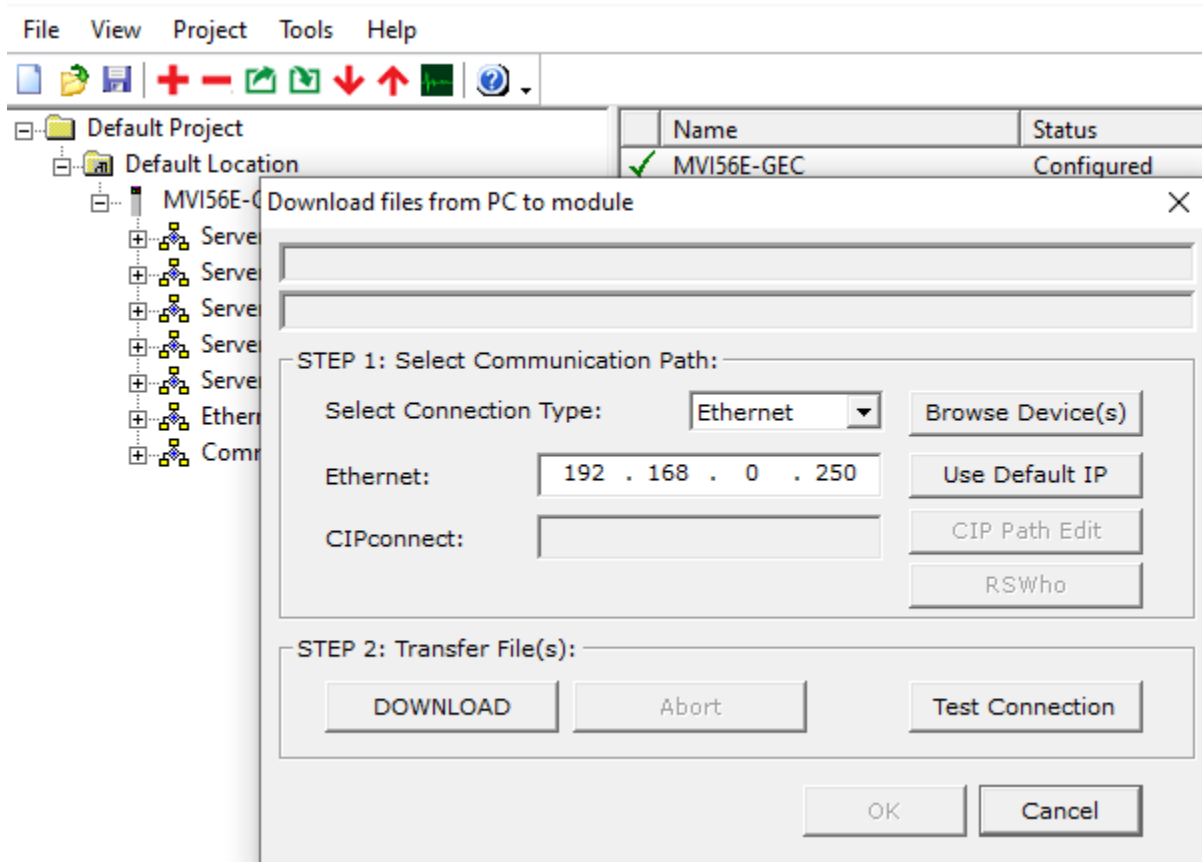 File View Project Tools Help
Default Project
Name Status
Default Location
MVI56E-GEC Configured
Download files from PC to module
STEP 1: Select Communication Path:
Select Connection Type: Ethernet Browse Device(s)
Ethernet: 192 . 168 . 0 . 250 Use Default IP
CIPconnect: CIP Path Edit
RSWho
STEP 2: Transfer File(s):
DOWNLOAD Abort Test Connection
OK Cancel